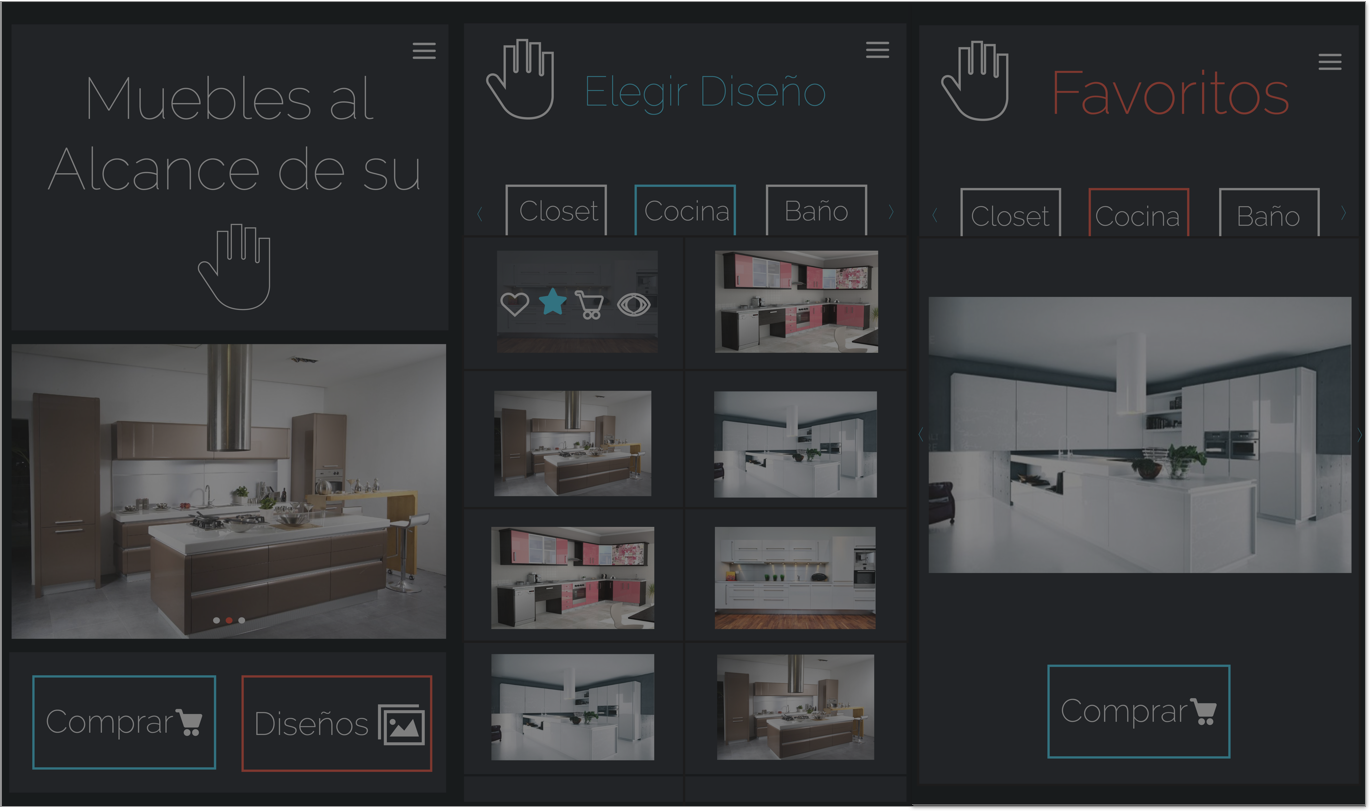 Muebles al
Alcance de su
Comprar
Diseños
Elegir Diseño
Closet
Cocina
Baño
Favoritos
Closet
Cocina
Baño
Comprar